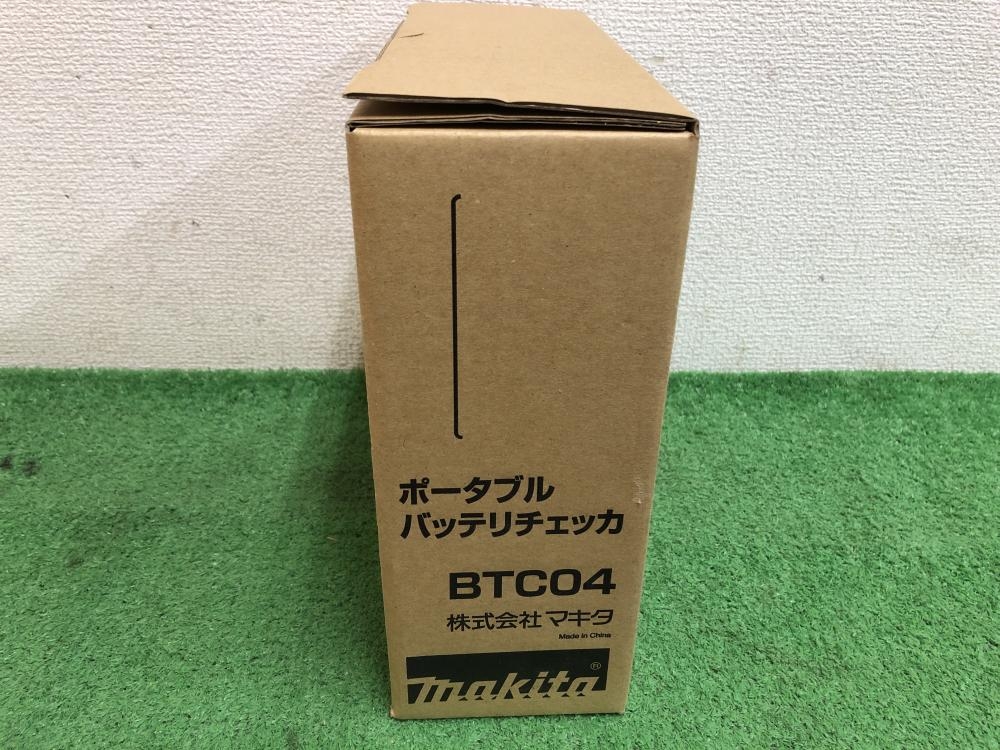 ポータブル
バッテリチェッカ
BTC04
株式会社マキタ
Made in China
makita®